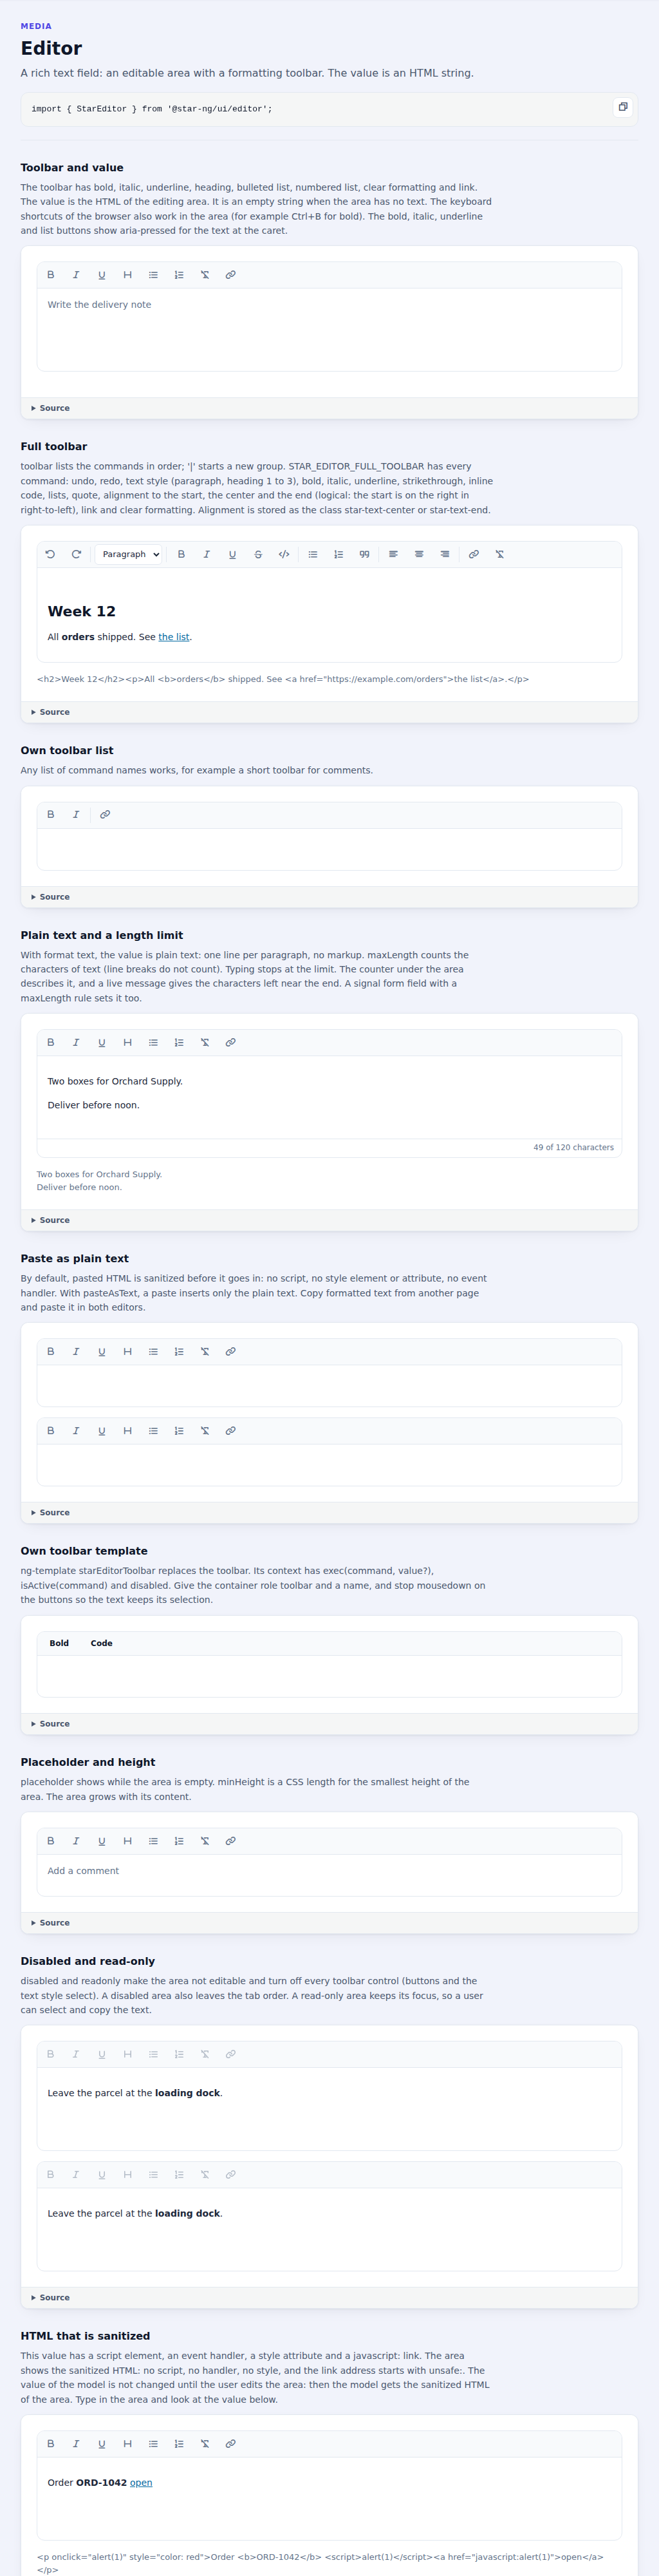 MEDIA
Editor
A rich text field: an editable area with a formatting toolbar. The value is an HTML string.
import { StarEditor } from '@star-ng/ui/editor';
Toolbar and value
The toolbar has bold, italic, underline, heading, bulleted list, numbered list, clear formatting and link.
The value is the HTML of the editing area. It is an empty string when the area has no text. The keyboard
shortcuts of the browser also work in the area (for example Ctrl+B for bold). The bold, italic, underline
and list buttons show aria-pressed for the text at the caret.
Write the delivery note
Source
Full toolbar
toolbar lists the commands in order; '|' starts a new group. STAR_EDITOR_FULL_TOOLBAR has every
command: undo, redo, text style (paragraph, heading 1 to 3), bold, italic, underline, strikethrough, inline
code, lists, quote, alignment to the start, the center and the end (logical: the start is on the right in
right-to-left), link and clear formatting. Alignment is stored as the class star-text-center or star-text-end.
Paragraph
Week 12
All orders shipped. See the list.
<h2>Week 12</h2><p>All <b>orders</b> shipped. See <a href="https://example.com/orders">the list</a>.</p>
Source
Own toolbar list
Any list of command names works, for example a short toolbar for comments.
Source
Plain text and a length limit
With format text, the value is plain text: one line per paragraph, no markup. maxLength counts the
characters of text (line breaks do not count). Typing stops at the limit. The counter under the area
describes it, and a live message gives the characters left near the end. A signal form field with a
maxLength rule sets it too.
Two boxes for Orchard Supply.
Deliver before noon.
49 of 120 characters
Two boxes for Orchard Supply.
Deliver before noon.
Source
Paste as plain text
By default, pasted HTML is sanitized before it goes in: no script, no style element or attribute, no event
handler. With pasteAsText, a paste inserts only the plain text. Copy formatted text from another page
and paste it in both editors.
Source
Own toolbar template
ng-template starEditorToolbar replaces the toolbar. Its context has exec(command, value?),
isActive(command) and disabled. Give the container role toolbar and a name, and stop mousedown on
the buttons so the text keeps its selection.
Bold Code
Source
Placeholder and height
placeholder shows while the area is empty. minHeight is a CSS length for the smallest height of the
area. The area grows with its content.
Add a comment
Source
Disabled and read-only
disabled and readonly make the area not editable and turn off every toolbar control (buttons and the
text style select). A disabled area also leaves the tab order. A read-only area keeps its focus, so a user
can select and copy the text.
Leave the parcel at the loading dock.
Leave the parcel at the loading dock.
Source
HTML that is sanitized
This value has a script element, an event handler, a style attribute and a javascript: link. The area
shows the sanitized HTML: no script, no handler, no style, and the link address starts with unsafe:. The
value of the model is not changed until the user edits the area: then the model gets the sanitized HTML
of the area. Type in the area and look at the value below.
Order ORD-1042 open
<p onclick="alert(1)" style="color: red">Order <b>ORD-1042</b> <script>alert(1)</script><a href="javascript:alert(1)">open</a>
</p>